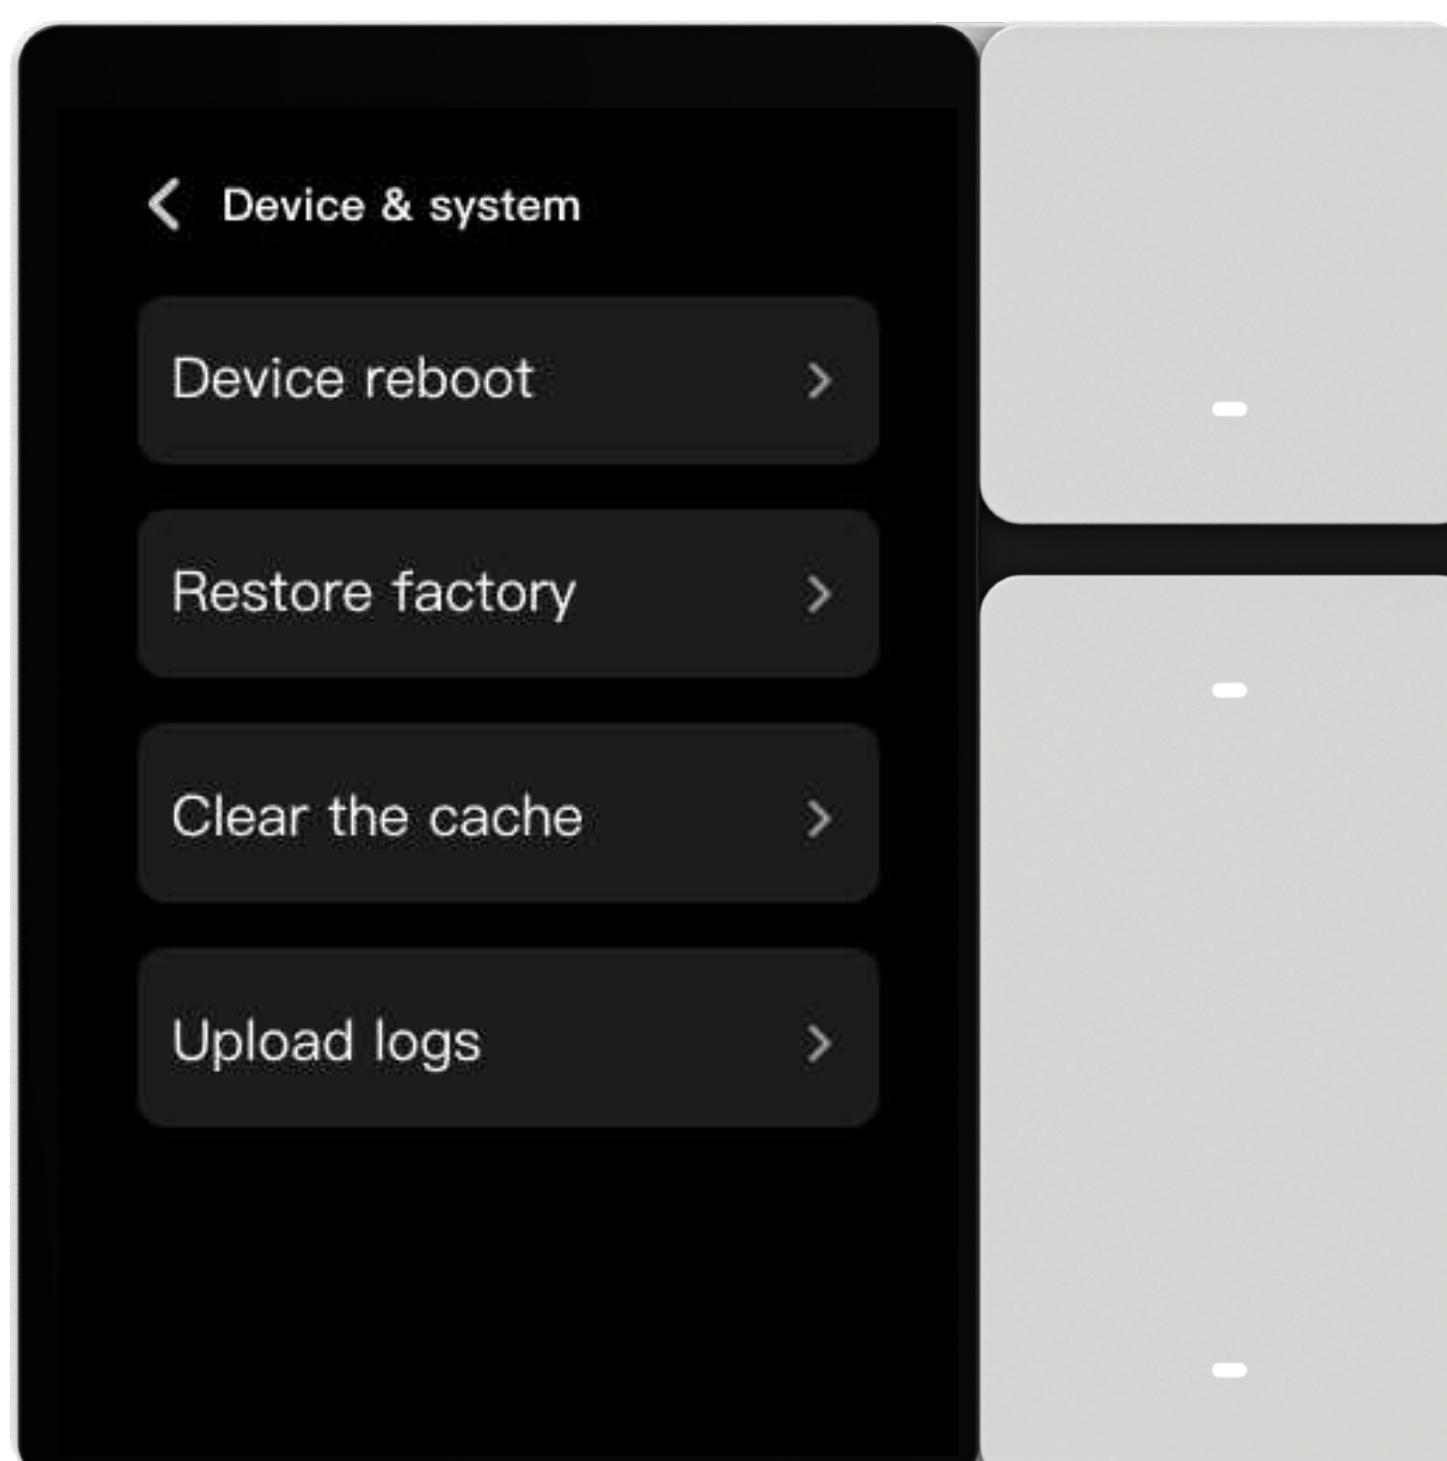 Device & system
Device reboot
Restore factory
Clear the cache
Upload logs